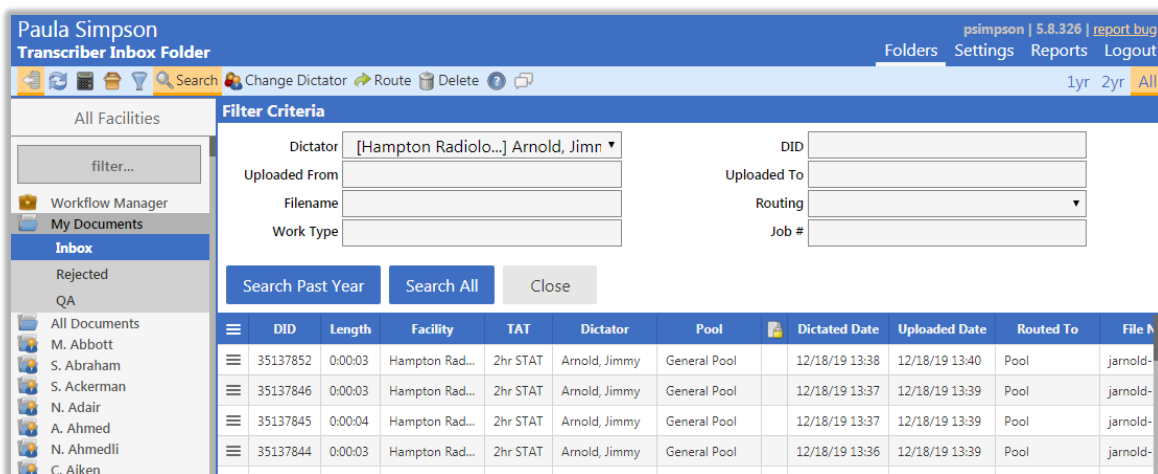 Paula Simpson
psimpson | 5.8.326 | report bug
Transcriber Inbox Folder
Folders Settings Reports Logout
Search Change Dictator Route Delete ? 1yr 2yr All
All Facilities
filter...
Workflow Manager
My Documents
Inbox
Rejected
QA
All Documents
M. Abbott
S. Abraham
S. Ackerman
N. Adair
A. Ahmed
N. Ahmedli
C. Aiken
Filter Criteria
Dictator [Hampton Radiolo...] Arnold, Jimm DID
Uploaded From Uploaded To
Filename Routing
Work Type Job #
Search Past Year Search All Close
DID Length Facility TAT Dictator Pool Dictated Date Uploaded Date Routed To File N
35137852 0:00:03 Hampton Rad... 2hr STAT Arnold, Jimmy General Pool 12/18/19 13:38 12/18/19 13:40 Pool jarnold-
35137846 0:00:03 Hampton Rad... 2hr STAT Arnold, Jimmy General Pool 12/18/19 13:37 12/18/19 13:39 Pool jarnold-
35137845 0:00:04 Hampton Rad... 2hr STAT Arnold, Jimmy General Pool 12/18/19 13:37 12/18/19 13:39 Pool jarnold-
35137844 0:00:03 Hampton Rad... 2hr STAT Arnold, Jimmy General Pool 12/18/19 13:36 12/18/19 13:39 Pool jarnold-